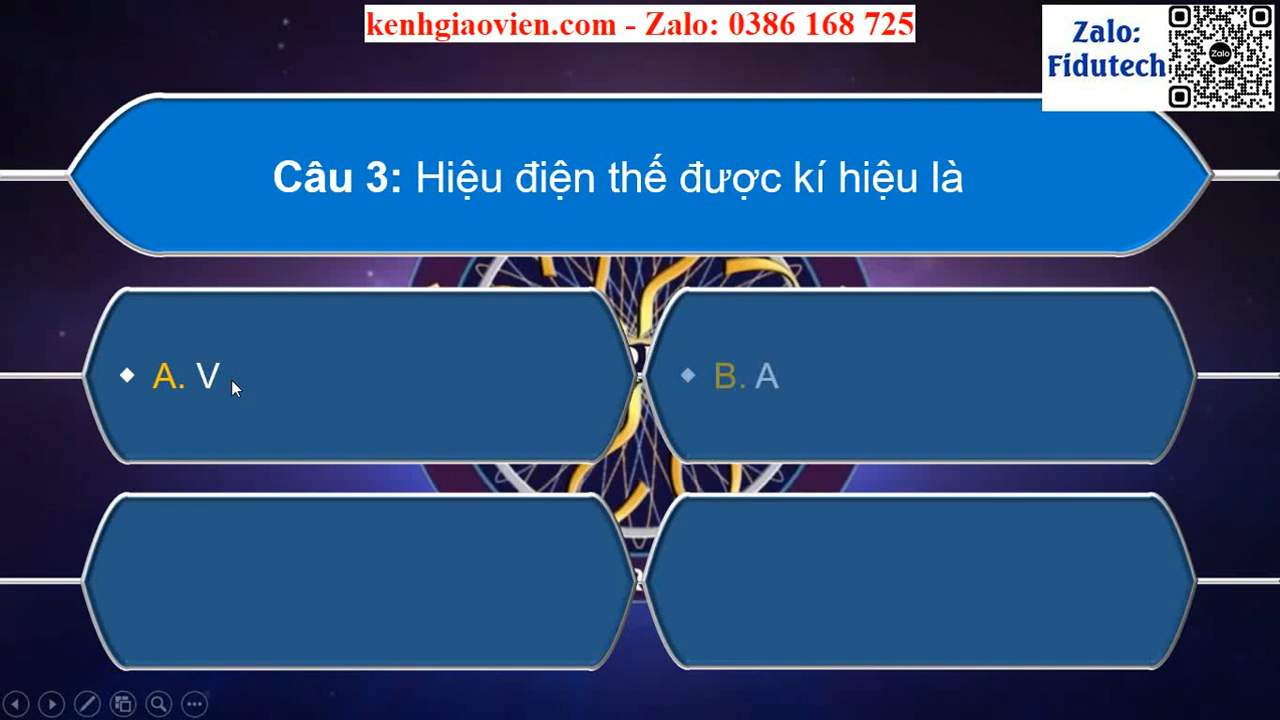 kenhgiaovien.com - Zalo: 0386 168 725
Zalo:
Fidutech
Zalo
Câu 3: Hiệu điện thế được kí hiệu là
A. V
B. A